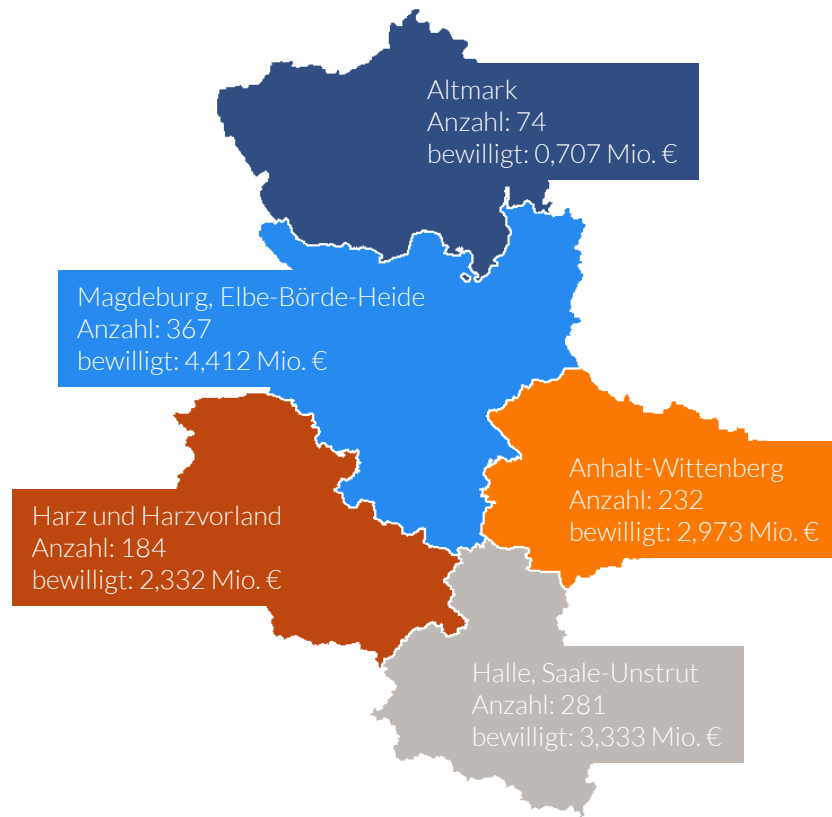 Altmark
Anzahl: 74
bewilligt: 0,707 Mio. €
Magdeburg, Elbe-Börde-Heide
Anzahl: 367
bewilligt: 4,412 Mio. €
Anhalt-Wittenberg
Anzahl: 232
bewilligt: 2,973 Mio. €
Harz und Harzvorland
Anzahl: 184
bewilligt: 2,332 Mio. €
Halle, Saale-Unstrut
Anzahl: 281
bewilligt: 3,333 Mio. €